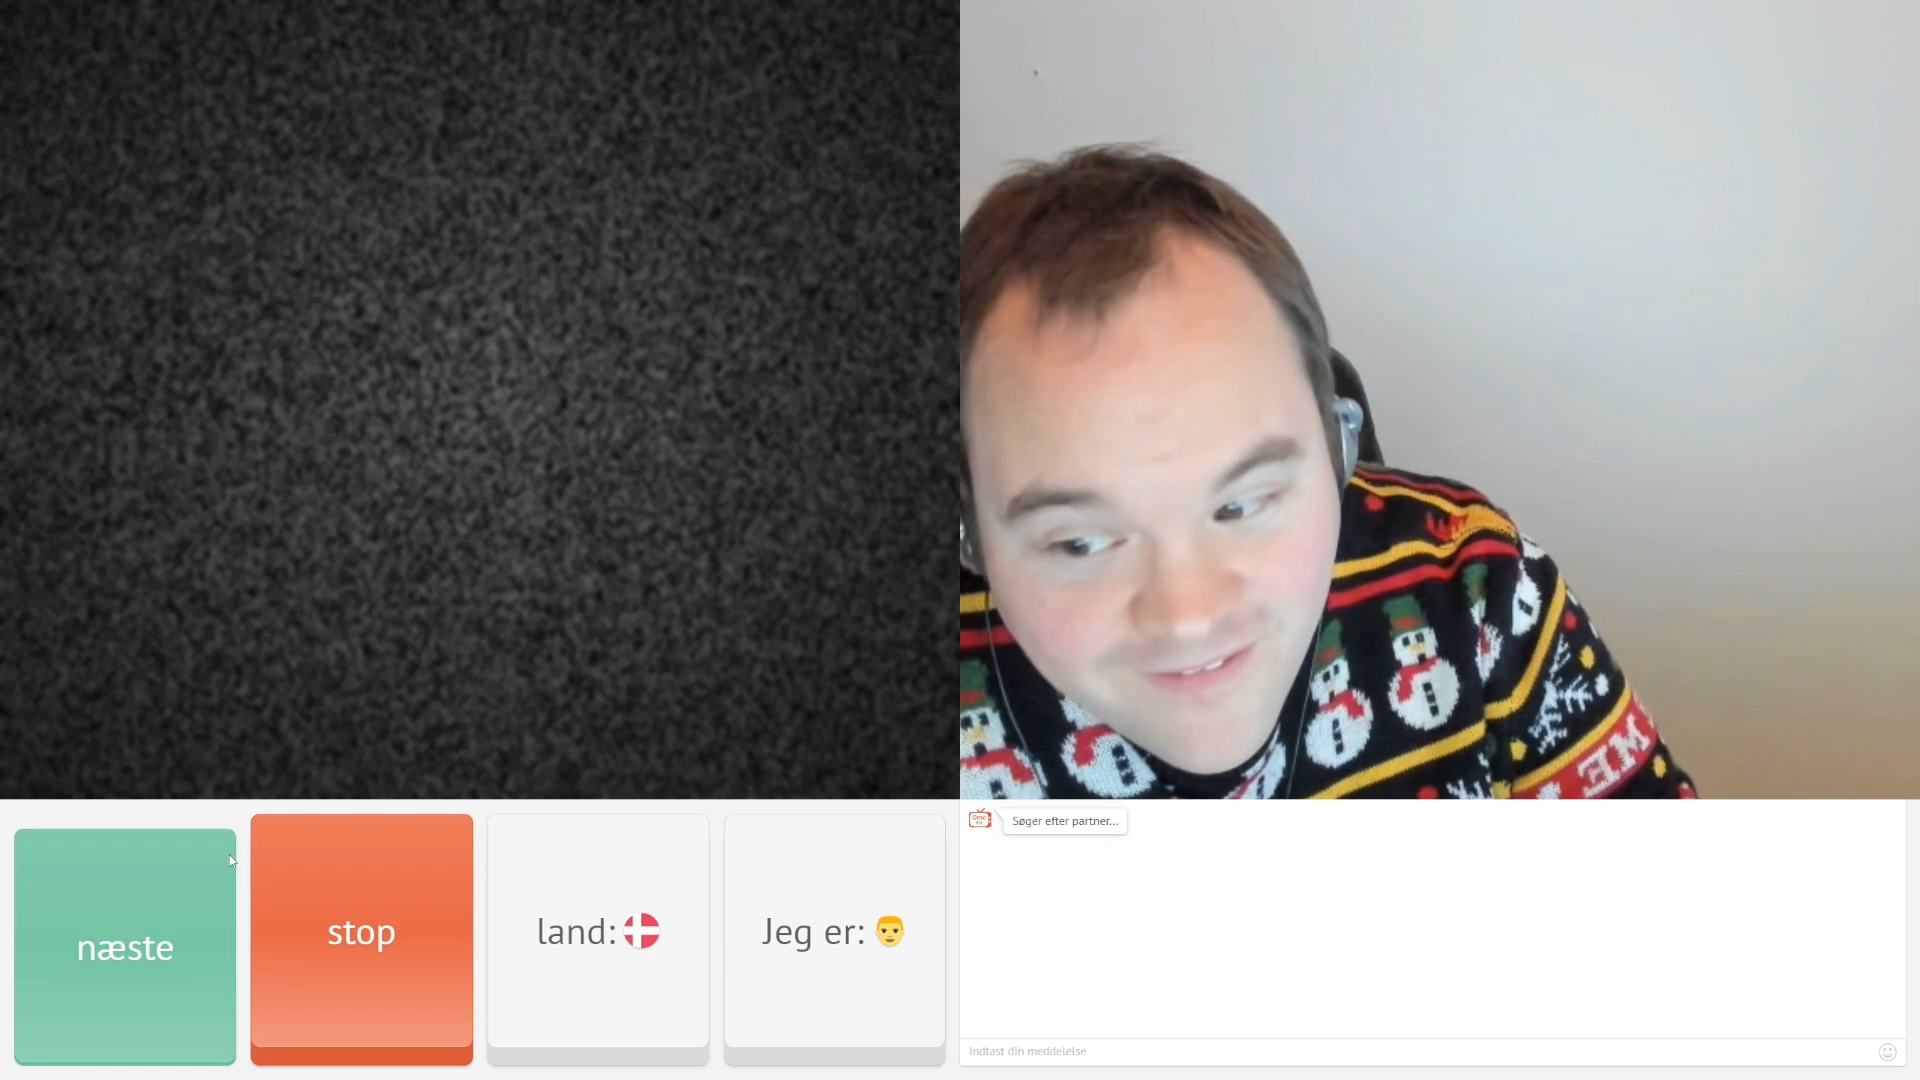 Søger efter partner...
næste
stop
land:
Jeg er:
Indtast din meddelelse